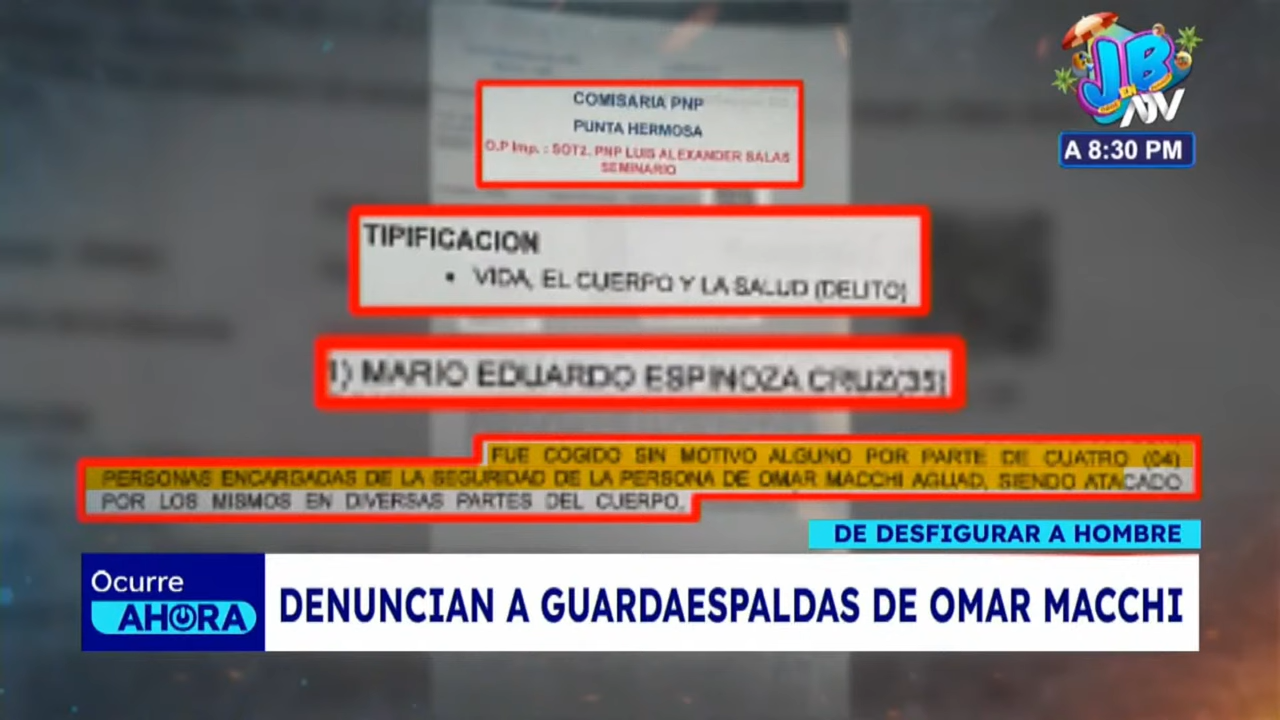 JB
EN
ATV
A 8:30 PM
COMISARIA PNP
PUNTA HERMOSA
O.P Imp. : SOT2. PNP LUIS ALEXANDER SALAS
SEMINARIO
TIPIFICACION
• VIDA, EL CUERPO Y LA SALUD (DELITO)
1) MARIO EDUARDO ESPINOZA CRUZ(35)
FUE COGIDO SIN MOTIVO ALGUNO POR PARTE DE CUATRO (04)
PERSONAS ENCARGADAS DE LA SEGURIDAD DE LA PERSONA DE OMAR MACCHI AGUAD, SIENDO ATACADO
POR LOS MISMOS EN DIVERSAS PARTES DEL CUERPO.
DE DESFIGURAR A HOMBRE
Ocurre
AHORA
DENUNCIAN A GUARDAESPALDAS DE OMAR MACCHI